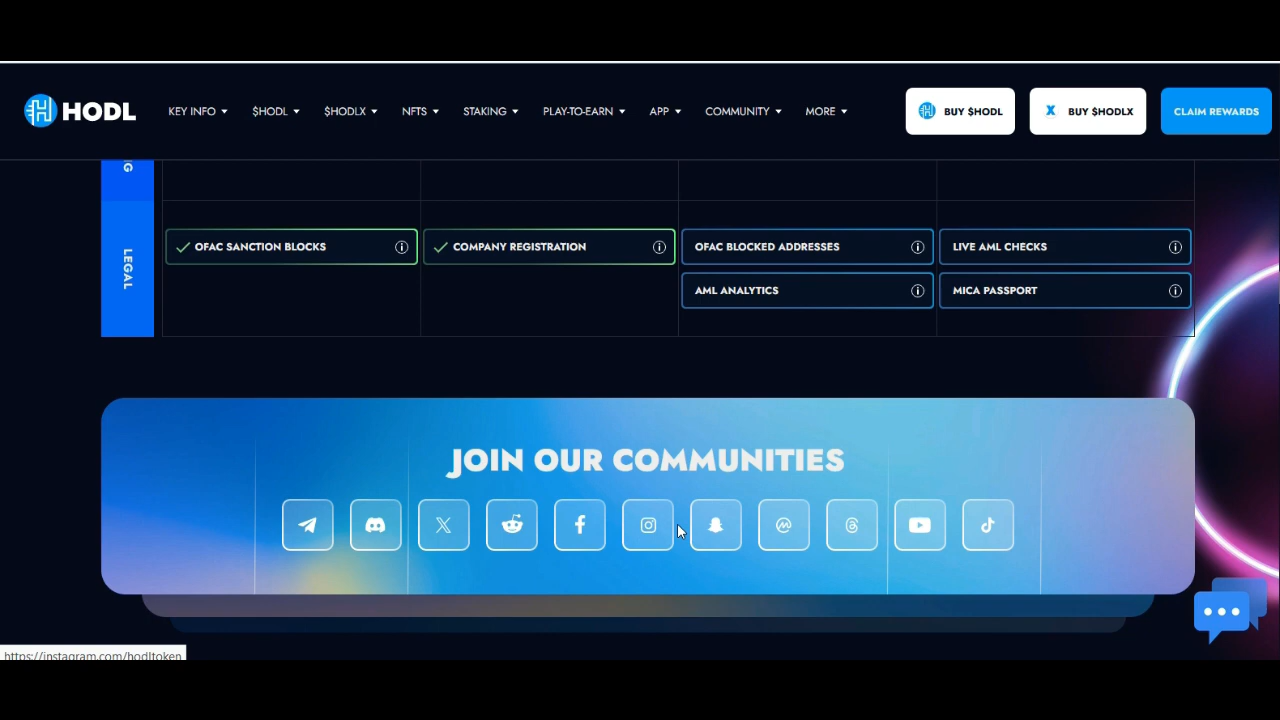 HODL
KEY INFO
$HODL
$HODLX
NFTS
STAKING
PLAY-TO-EARN
APP
COMMUNITY
MORE
BUY $HODL
X BUY $HODLX
CLAIM REWARDS
LEGAL
OFAC SANCTION BLOCKS
COMPANY REGISTRATION
OFAC BLOCKED ADDRESSES
LIVE AML CHECKS
AML ANALYTICS
MICA PASSPORT
JOIN OUR COMMUNITIES
https://instagram.com/hodltoken